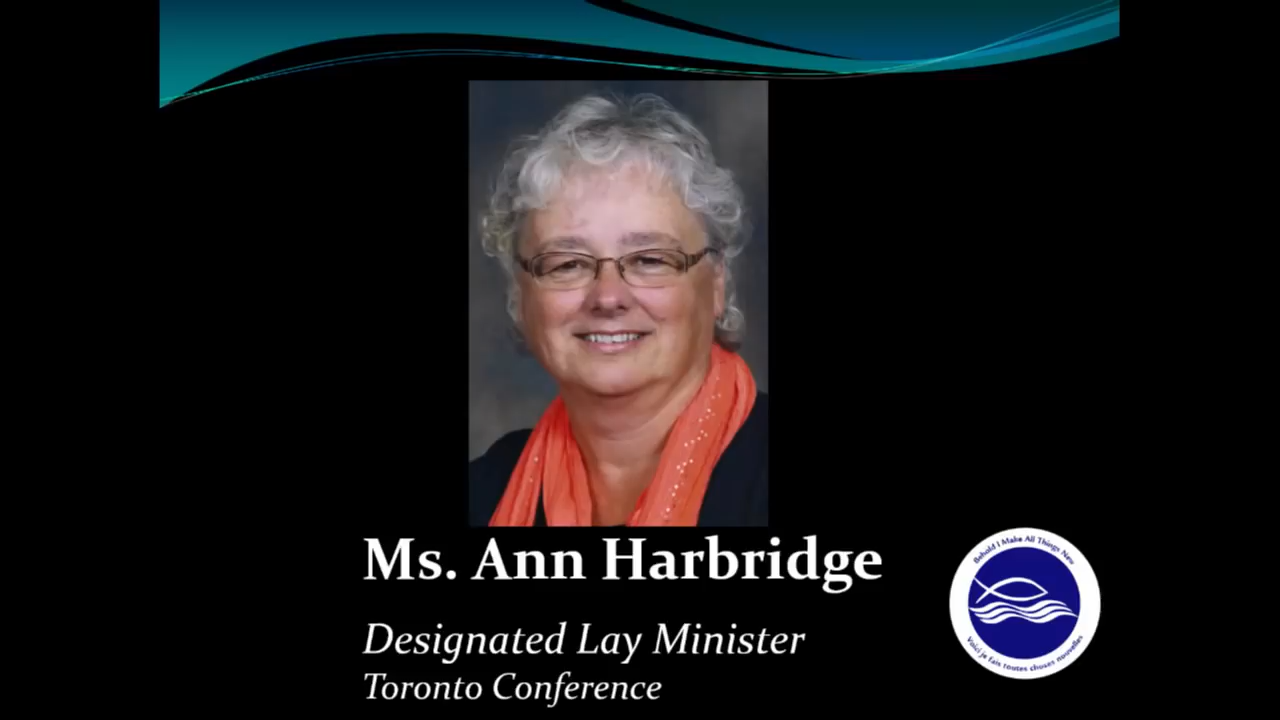 Ms. Ann Harbridge
Designated Lay Minister
Toronto Conference
Behold I Make All Things New
Voici je fais toutes choses nouvelles